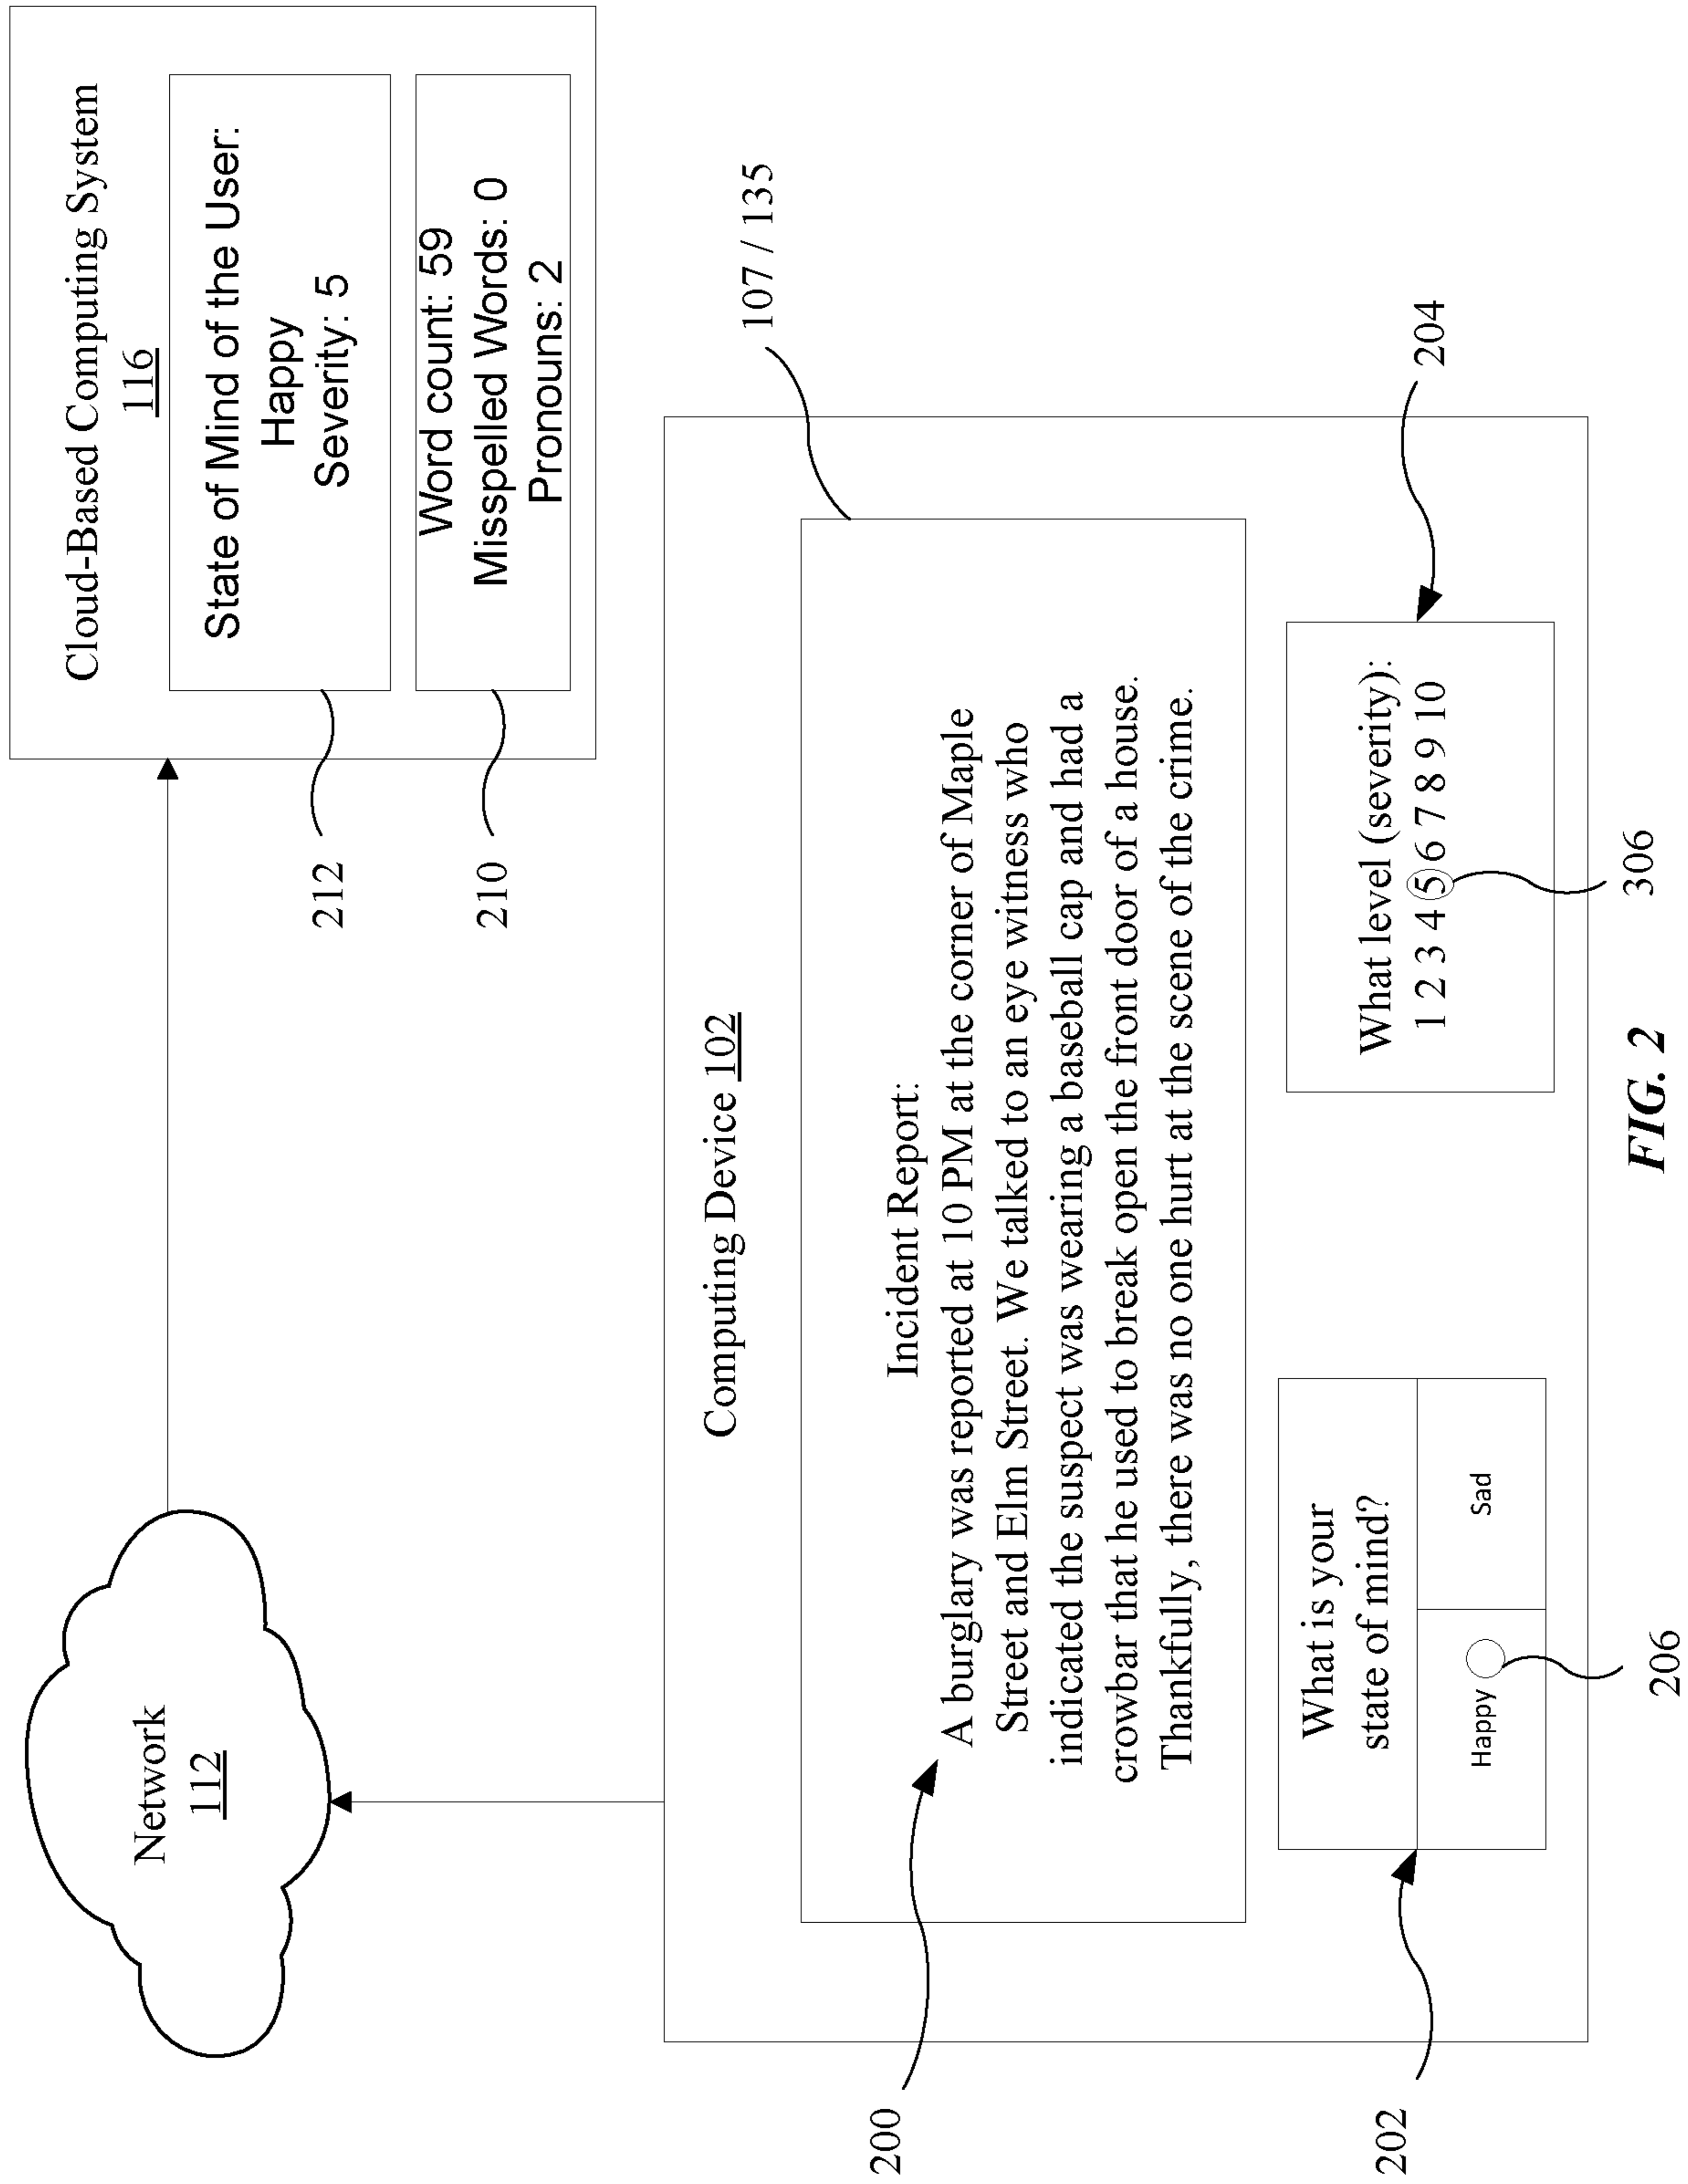 Network
112
Cloud-Based Computing System
116
State of Mind of the User:
Happy
Severity: 5
212
Word count: 59
Misspelled Words: 0
Pronouns: 2
210
Computing Device 102
107 / 135
200
Incident Report:
A burglary was reported at 10 PM at the corner of Maple
Street and Elm Street. We talked to an eye witness who
indicated the suspect was wearing a baseball cap and had a
crowbar that he used to break open the front door of a house.
Thankfully, there was no one hurt at the scene of the crime.
202
What is your
state of mind?
Happy
Sad
206
What level (severity):
1 2 3 4 5 6 7 8 9 10
204
306
FIG. 2